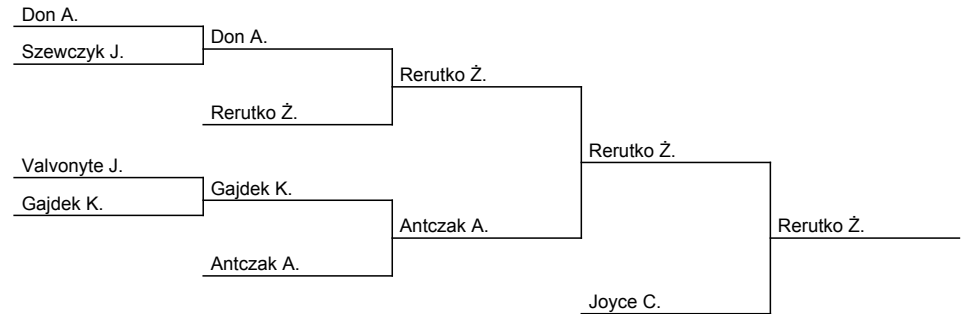 Don A.
Szewczyk J.
Don A.
Rerutko Ż.
Rerutko Ż.
Valvonyte J.
Gajdek K.
Gajdek K.
Antczak A.
Antczak A.
Rerutko Ż.
Joyce C.
Rerutko Ż.